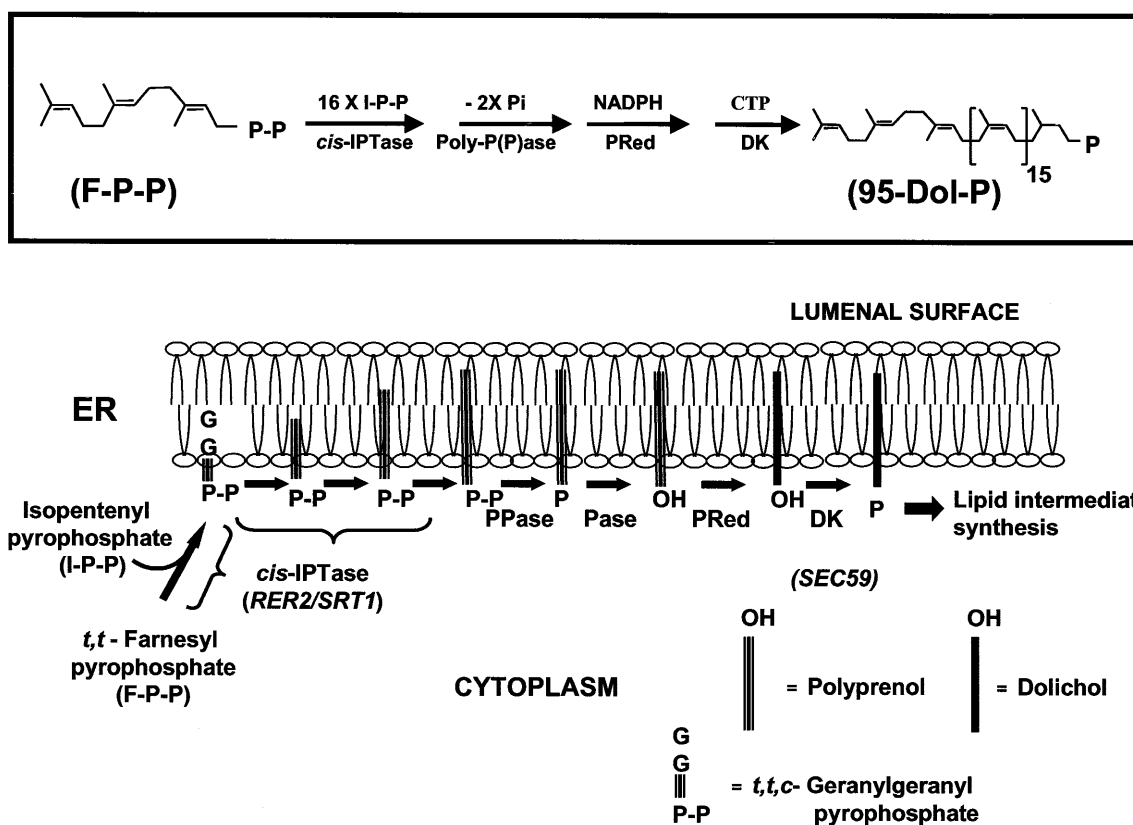 16 X I-P-P
- 2X Pi
NADPH
CTP
P-P
cis-IPTase
Poly-P(P)ase
PRed
DK
P
15
(F-P-P)
(95-Dol-P)
LUMENAL SURFACE
ER
G
G
P-P
P-P
P-P
P-P
P
OH
OH
P
PPase
Pase
PRed
DK
Lipid intermediat
synthesis
Isopentenyl
pyrophosphate
(I-P-P)
cis-IPTase
(RER2/SRT1)
(SEC59)
t,t - Farnesyl
pyrophosphate
(F-P-P)
CYTOPLASM
OH
= Polyprenol
OH
= Dolichol
G
G
P-P
= t,t,c- Geranylgeranyl
pyrophosphate